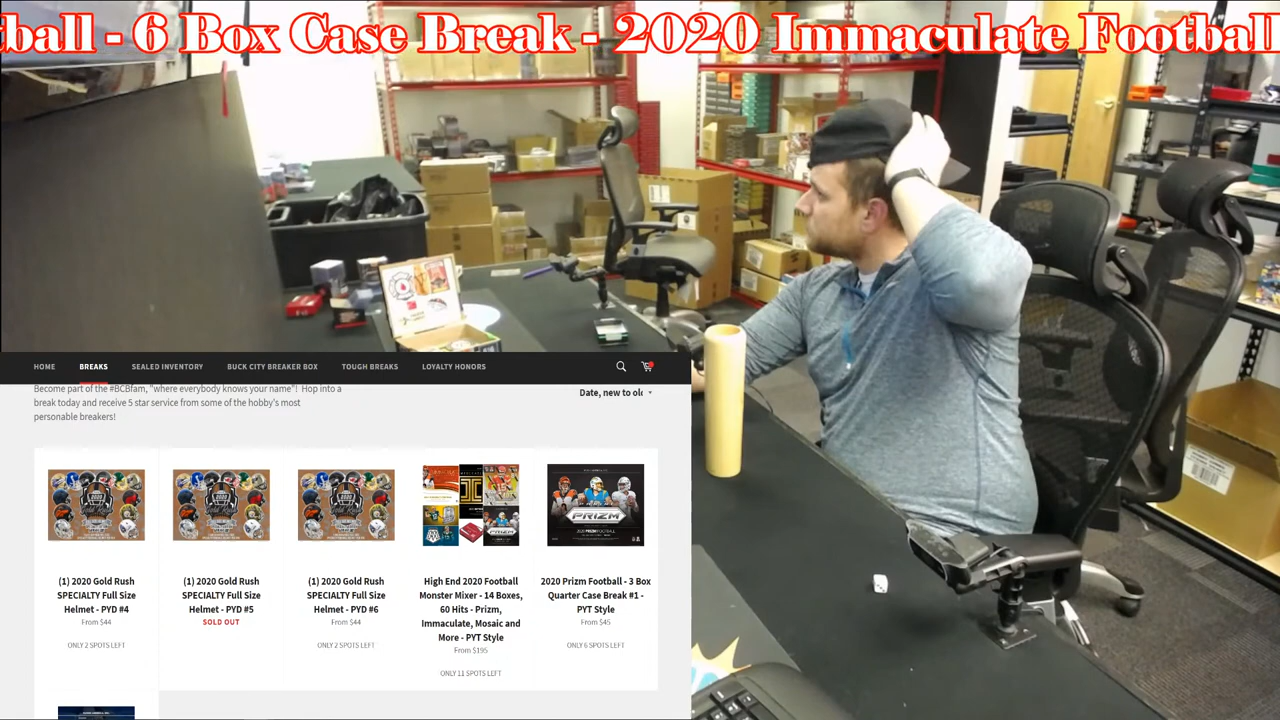 tball - 6 Box Case Break - 2020 Immaculate Football
HOME BREAKS SEALED INVENTORY BUCK CITY BREAKER BOX TOUGH BREAKS LOYALTY HONORS
Become part of the #BCBfam, "where everybody knows your name"! Hop into a
break today and receive 5 star service from some of the hobby's most
personable breakers!
Date, new to old
(1) 2020 Gold Rush
SPECIALTY Full Size
Helmet - PYD #4
From $44
ONLY 2 SPOTS LEFT
(1) 2020 Gold Rush
SPECIALTY Full Size
Helmet - PYD #5
SOLD OUT
(1) 2020 Gold Rush
SPECIALTY Full Size
Helmet - PYD #6
From $44
ONLY 2 SPOTS LEFT
High End 2020 Football
Monster Mixer - 14 Boxes,
60 Hits - Prizm,
Immaculate, Mosaic and
More - PYT Style
From $195
ONLY 11 SPOTS LEFT
PRIZM
2020 Prizm Football - 3 Box
Quarter Case Break #1 -
PYT Style
From $45
ONLY 6 SPOTS LEFT